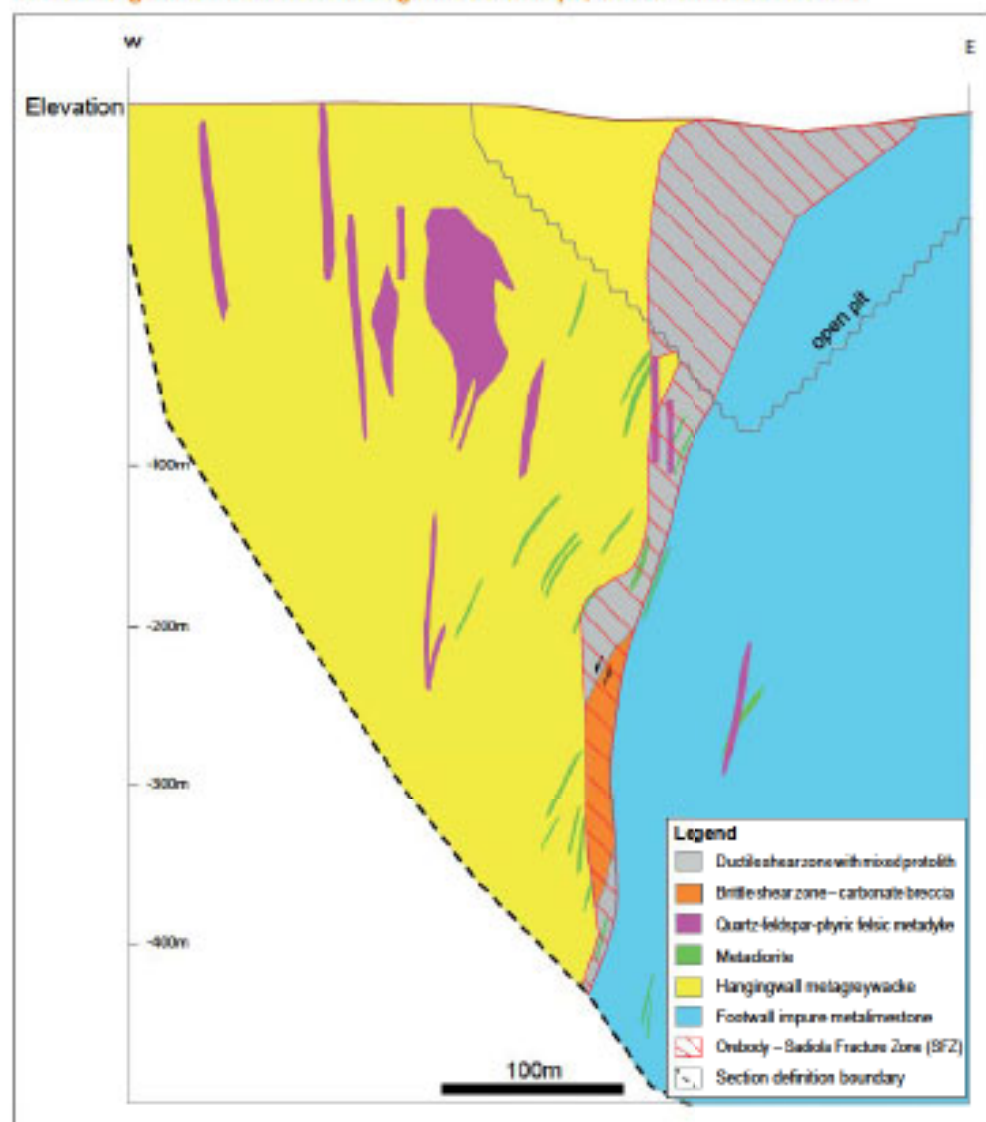 W
E
Elevation
open pit
-100m
-200m
-300m
-400m
100m
Legend
Ductile shear zone with mixed protolith
Brittle shear zone – carbonate breccia
Quartz-feldspar-phyric felsic metadyke
Metadiorite
Hangingwall metagreywacke
Footwall impure metalimestone
Orebody – Sadiola Fracture Zone (SFZ)
Section definition boundary